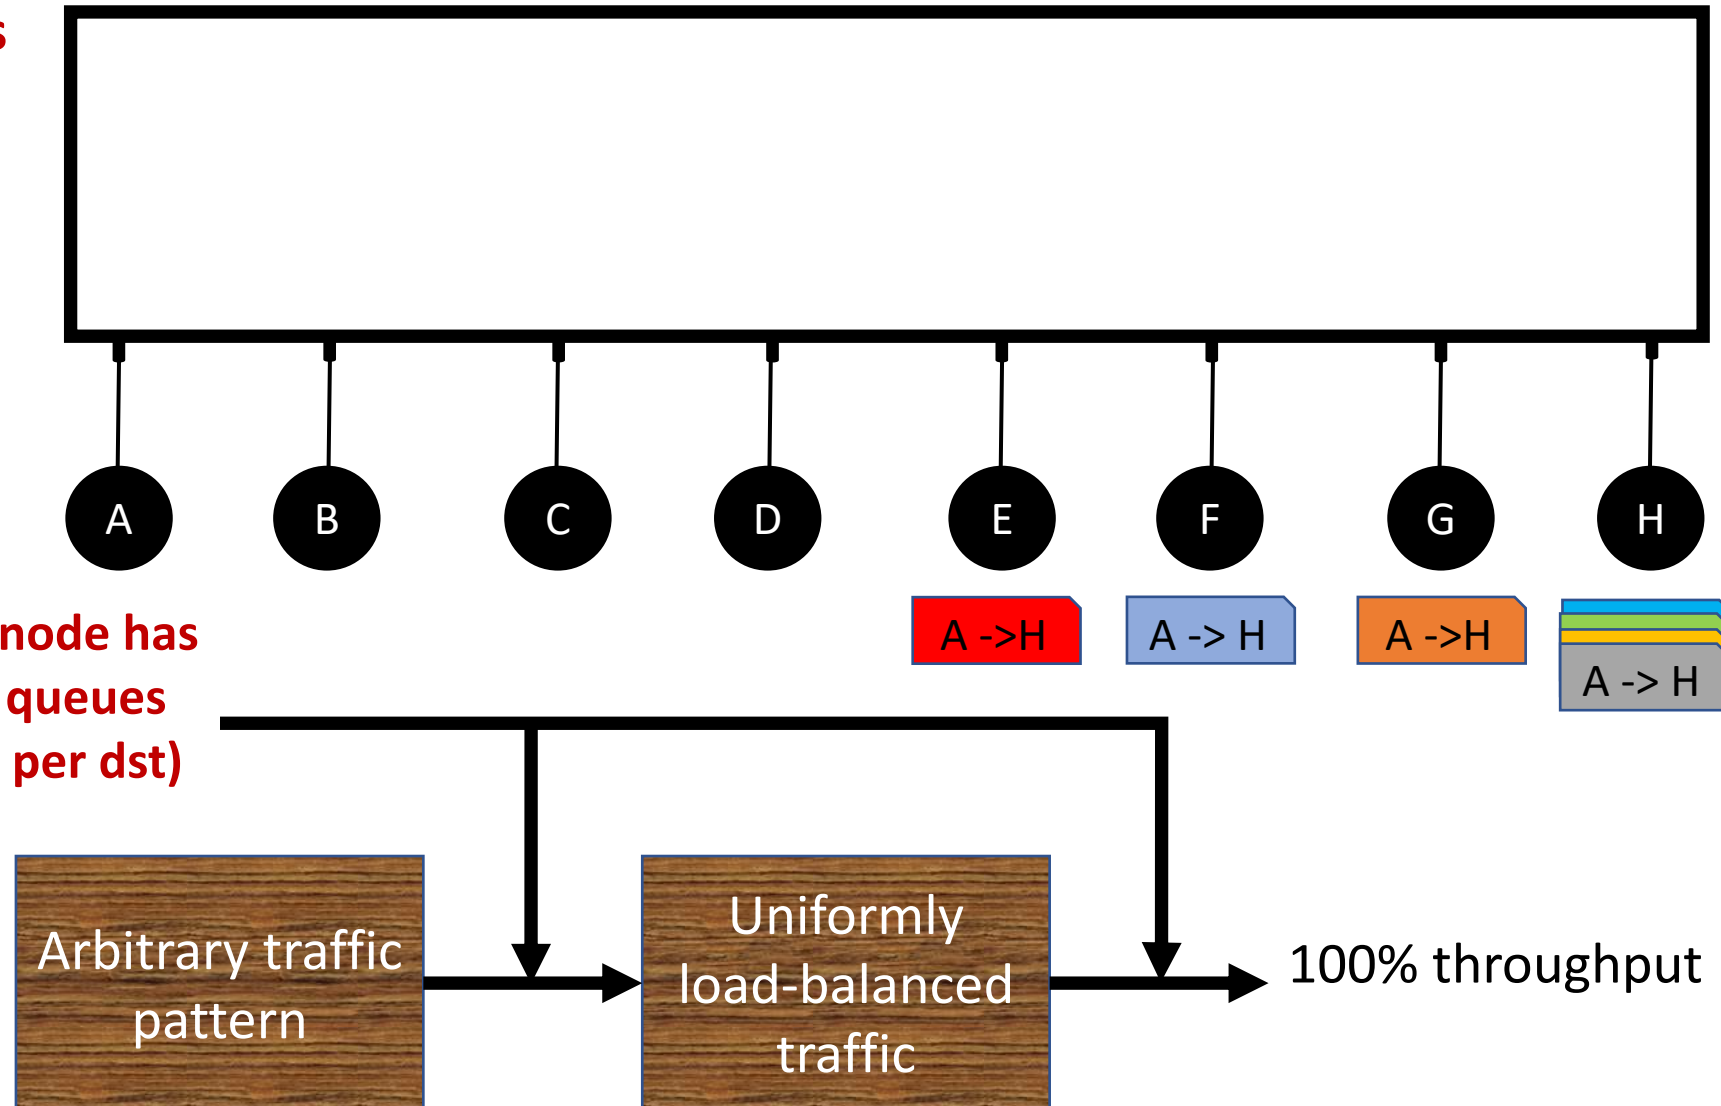 s
A B C D E F G H
A ->H A -> H A ->H
A -> H
node has
queues
per dst)
Arbitrary traffic
pattern
Uniformly
load-balanced
traffic
100% throughput